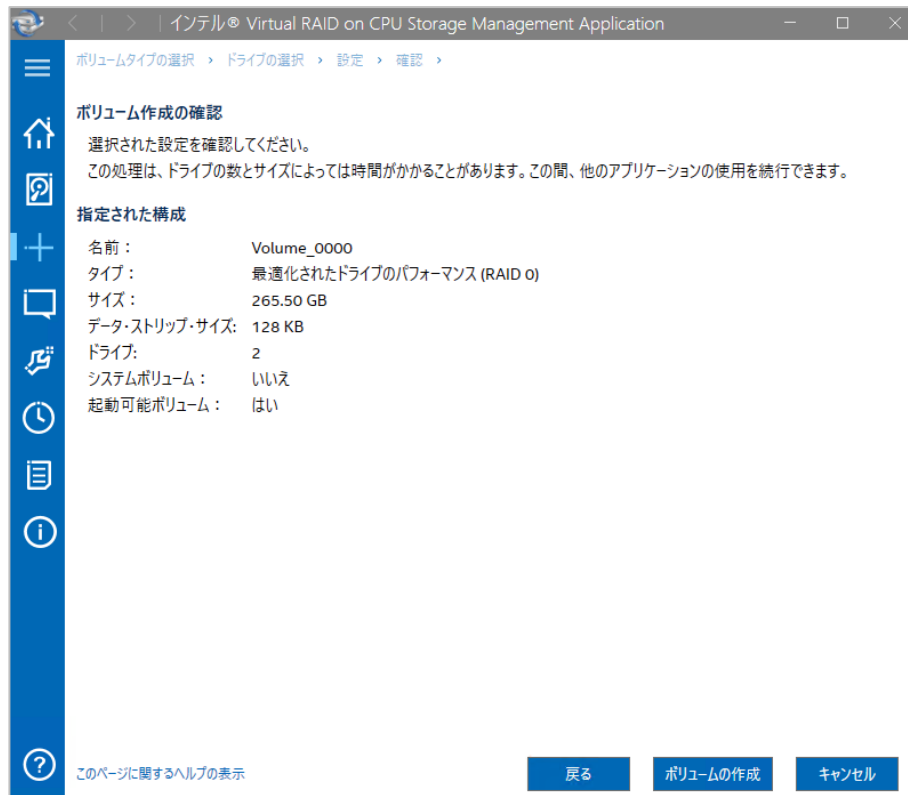 インテル® Virtual RAID on CPU Storage Management Application
ボリュームタイプの選択 › ドライブの選択 › 設定 › 確認 ›
ボリューム作成の確認
選択された設定を確認してください。
この処理は、ドライブの数とサイズによっては時間がかかることがあります。この間、他のアプリケーションの使用を続行できます。
指定された構成
名前： Volume_0000
タイプ： 最適化されたドライブのパフォーマンス (RAID 0)
サイズ： 265.50 GB
データ・ストリップ・サイズ: 128 KB
ドライブ: 2
システムボリューム： いいえ
起動可能ボリューム： はい
このページに関するヘルプの表示 戻る ボリュームの作成 キャンセル